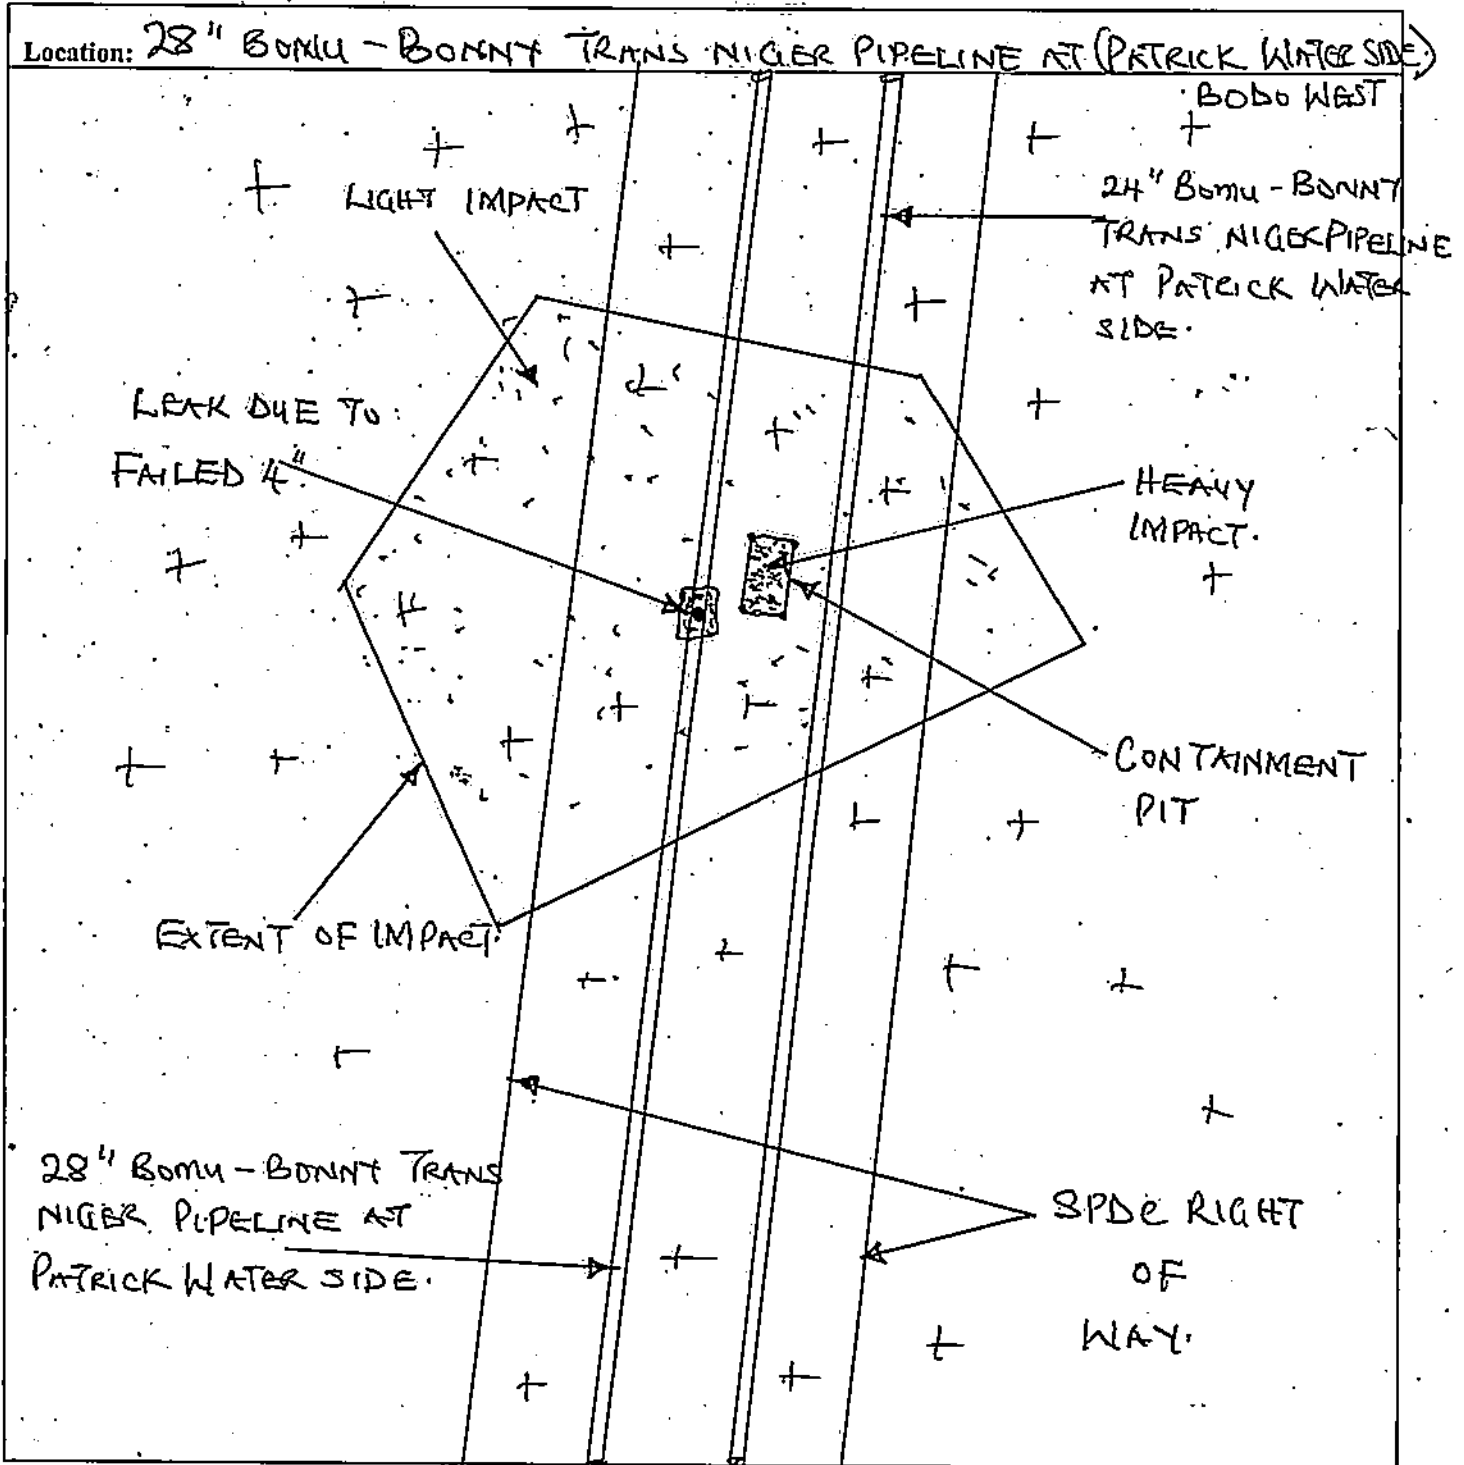 Location: 28" BOMU - BONNY TRANS NIGER PIPELINE AT (PATRICK WATER SIDE)
BODO WEST
LIGHT IMPACT
24" BOMU - BONNY
TRANS NIGER PIPELINE
AT PATRICK WATER
SIDE.
LEAK DUE TO
FAILED 4".
HEAVY
IMPACT.
CONTAINMENT
PIT
EXTENT OF IMPACT.
28" BOMU - BONNY TRANS
NIGER PIPELINE AT
PATRICK WATER SIDE.
SPDC RIGHT
OF
WAY.